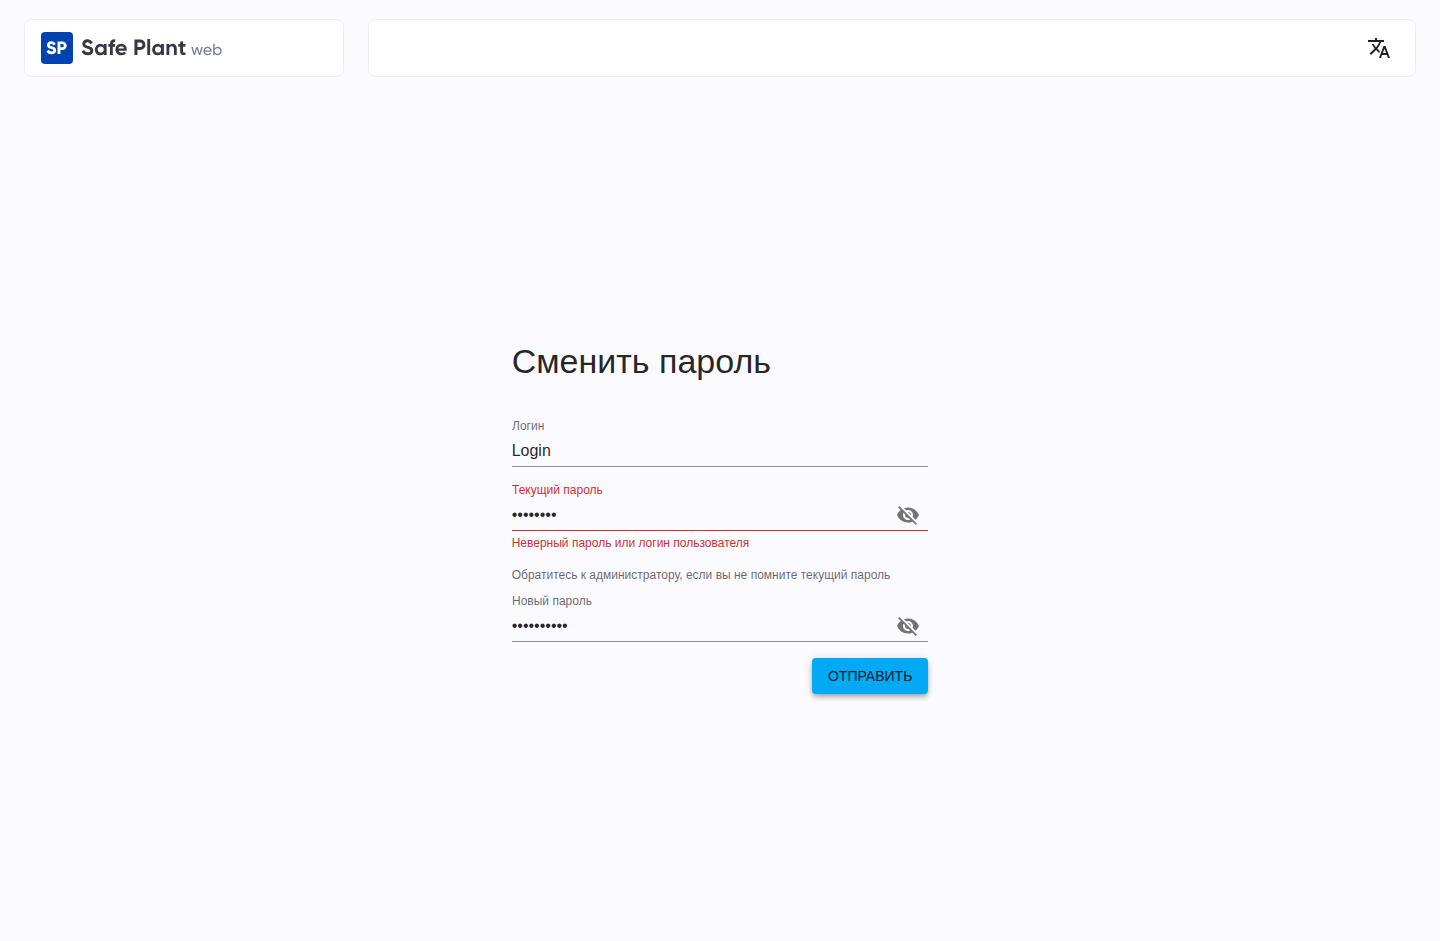 SP Safe Plant web
Сменить пароль
Логин
Login
Текущий пароль
••••••••
Неверный пароль или логин пользователя
Обратитесь к администратору, если вы не помните текущий пароль
Новый пароль
••••••••••
ОТПРАВИТЬ